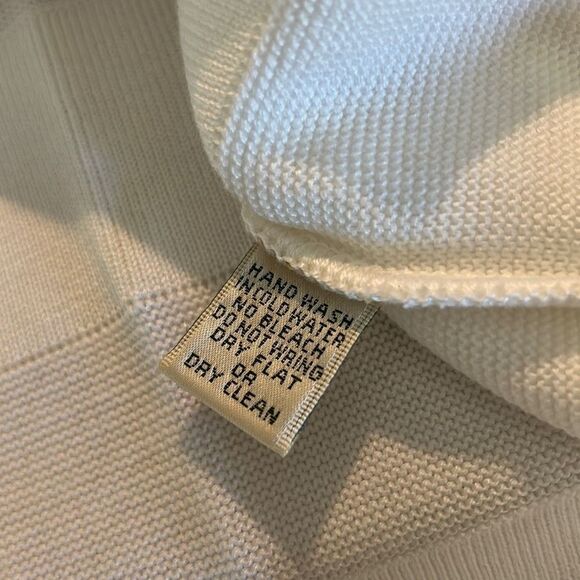 HAND WASH
IN COLD WATER
NO BLEACH
DO NOT WRING
DRY FLAT
OR
DRY CLEAN